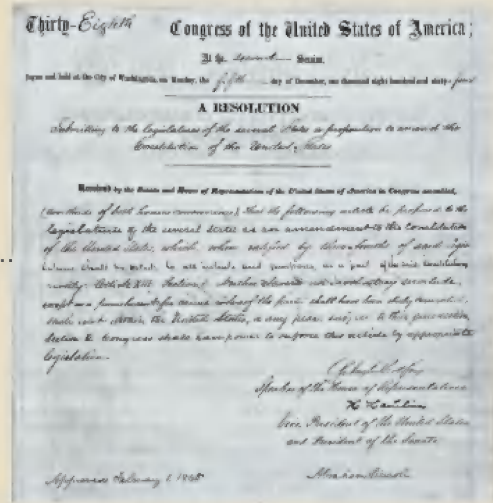 Thirty-Eighth Congress of the United States of America;
At the second Session,
Begun and held at the City of Washington, on Monday, the fifth day of December, one thousand eight hundred and sixty-four
A RESOLUTION
Submitting to the legislatures of the several States a proposition to amend the
Constitution of the United States
Resolved by the Senate and House of Representatives of the United States of America in Congress assembled,
(two-thirds of both houses concurring), That the following article be proposed to the
legislatures of the several States as an amendment to the Constitution
of the United States, which, when ratified by three-fourths of said legis-
latures shall be valid, to all intents and purposes, as a part of the said Constitution
namely: Article XIII. Section 1. Neither slavery nor involuntary servitude,
except as a punishment for crime whereof the party shall have been duly convicted,
shall exist within the United States, or any place subject to their jurisdiction.
Section 2. Congress shall have power to enforce this article by appropriate
legislation.
Speaker of the House of Representatives
H. Hamlin
Vice President of the United States
and President of the Senate
Approved February 1. 1865
Abraham Lincoln